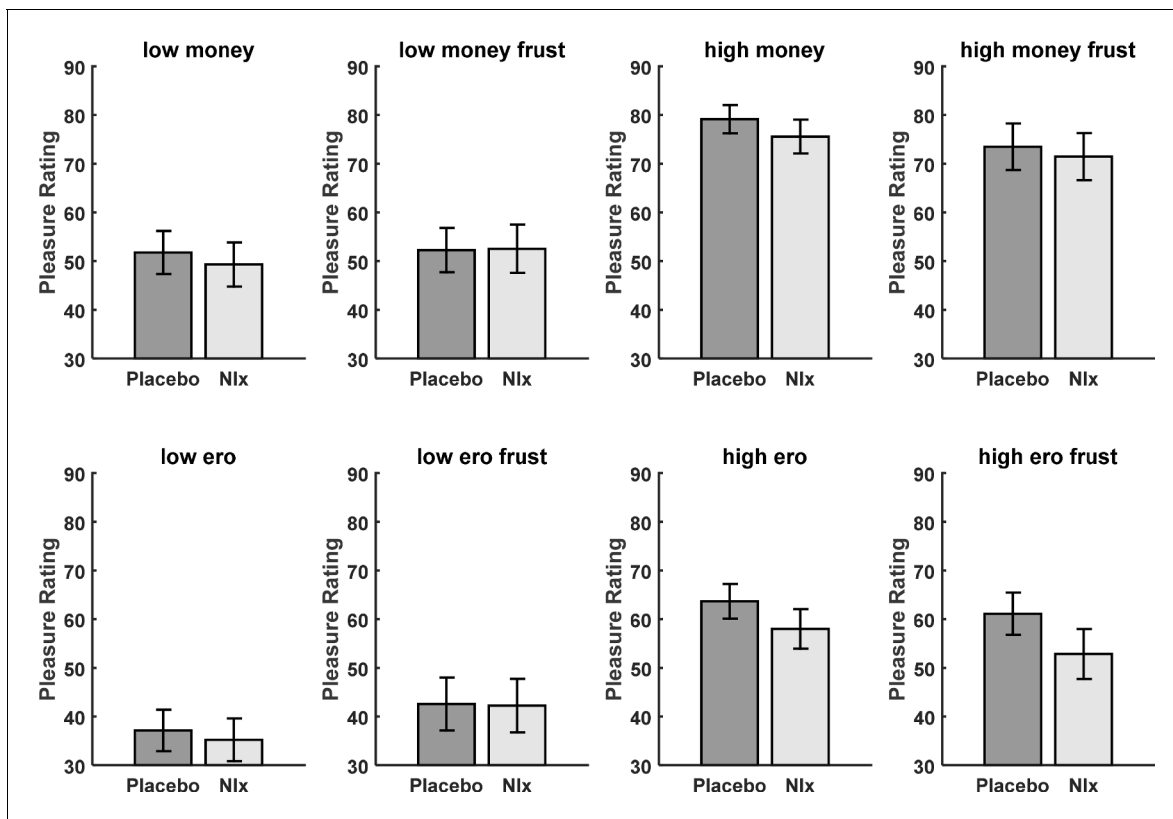 low money
low money frust
high money
high money frust
Pleasure Rating
90
80
70
60
50
40
30
Placebo Nlx
Pleasure Rating
90
80
70
60
50
40
30
Placebo Nlx
Pleasure Rating
90
80
70
60
50
40
30
Placebo Nlx
Pleasure Rating
90
80
70
60
50
40
30
Placebo Nlx
low ero
low ero frust
high ero
high ero frust
Pleasure Rating
90
80
70
60
50
40
30
Placebo Nlx
Pleasure Rating
90
80
70
60
50
40
30
Placebo Nlx
Pleasure Rating
90
80
70
60
50
40
30
Placebo Nlx
Pleasure Rating
90
80
70
60
50
40
30
Placebo Nlx